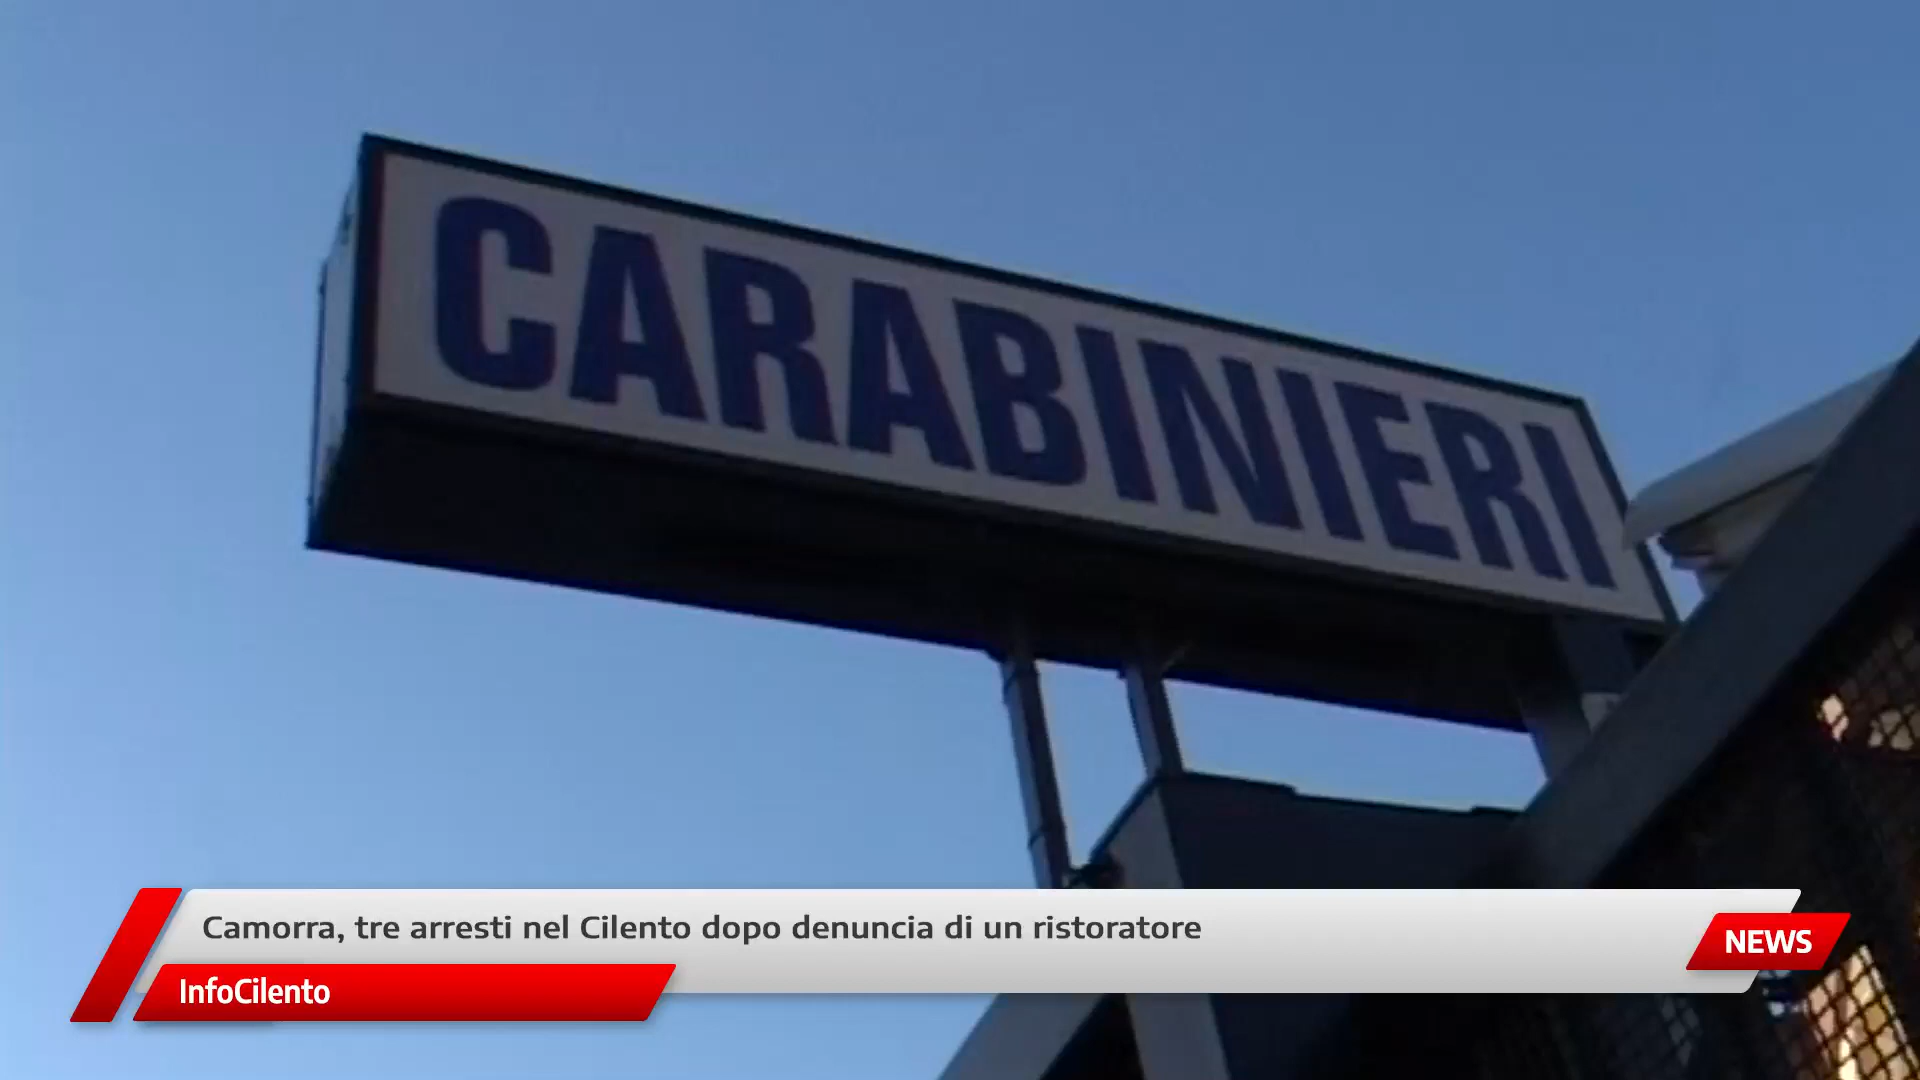 CARABINIERI
Camorra, tre arresti nel Cilento dopo denuncia di un ristoratore
NEWS
InfoCilento